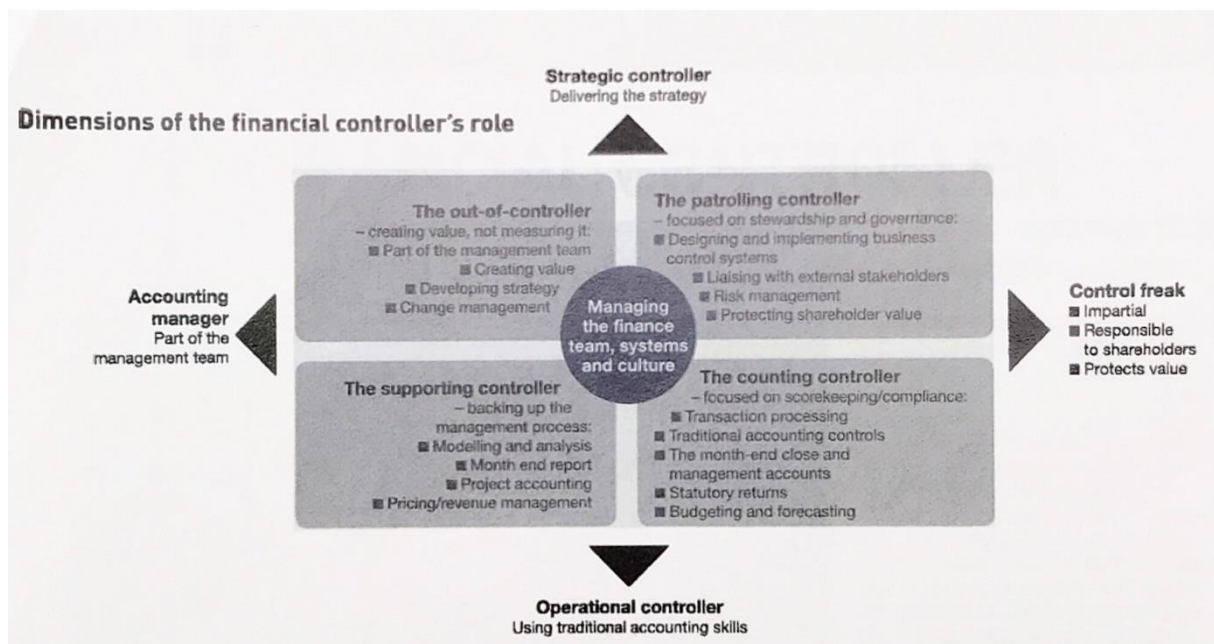 Strategic controller
Delivering the strategy
Dimensions of the financial controller's role
The out-of-controller
– creating value, not measuring it:
■ Part of the management team
■ Creating value
■ Developing strategy
■ Change management
The patrolling controller
– focused on stewardship and governance:
■ Designing and implementing business
control systems
■ Liaising with external stakeholders
■ Risk management
■ Protecting shareholder value
Accounting
manager
Part of the
management team
Managing
the finance
team, systems
and culture
Control freak
■ Impartial
■ Responsible
to shareholders
■ Protects value
The supporting controller
– backing up the
management process:
■ Modelling and analysis
■ Month end report
■ Project accounting
■ Pricing/revenue management
The counting controller
– focused on scorekeeping/compliance:
■ Transaction processing
■ Traditional accounting controls
■ The month-end close and
management accounts
■ Statutory returns
■ Budgeting and forecasting
Operational controller
Using traditional accounting skills